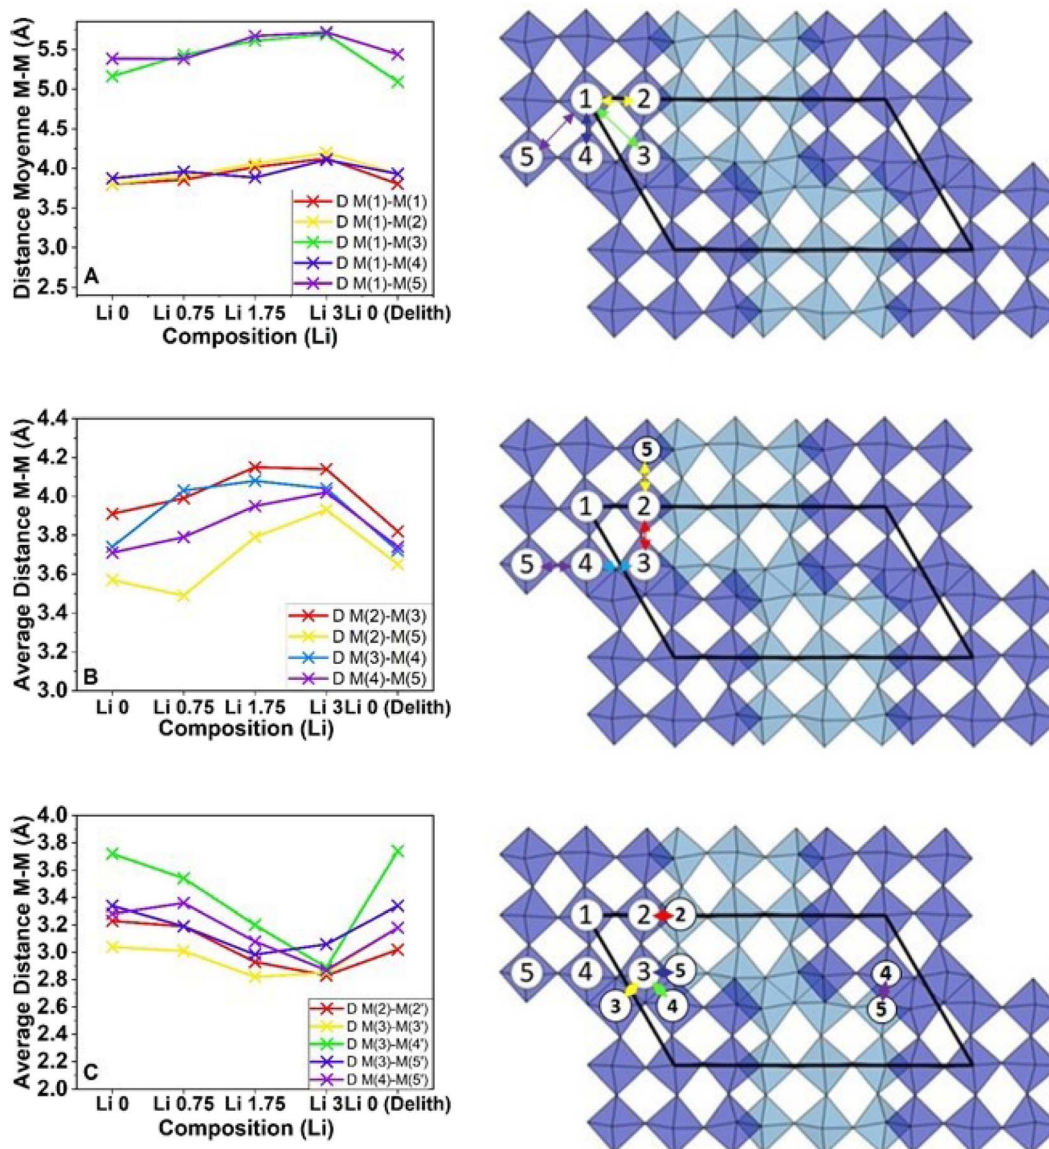 Distance Moyenne M-M (Å)
5.5
5.0
4.5
4.0
3.5
3.0
2.5
D M(1)-M(1)
D M(1)-M(2)
D M(1)-M(3)
D M(1)-M(4)
D M(1)-M(5)
A
Li 0 Li 0.75 Li 1.75 Li 3 Li 0 (Delith)
Composition (Li)
1 2
5 4 3
Average Distance M-M (Å)
4.4
4.2
4.0
3.8
3.6
3.4
3.2
3.0
D M(2)-M(3)
D M(2)-M(5)
D M(3)-M(4)
D M(4)-M(5)
B
Li 0 Li 0.75 Li 1.75 Li 3 Li 0 (Delith)
Composition (Li)
5
1 2
5 4 3
Average Distance M-M (Å)
4.0
3.8
3.6
3.4
3.2
3.0
2.8
2.6
2.4
2.2
2.0
D M(2)-M(2')
D M(3)-M(3')
D M(3)-M(4')
D M(3)-M(5')
D M(4)-M(5')
C
Li 0 Li 0.75 Li 1.75 Li 3 Li 0 (Delith)
Composition (Li)
1 2 2
5 4 3 5 4
3 4 5